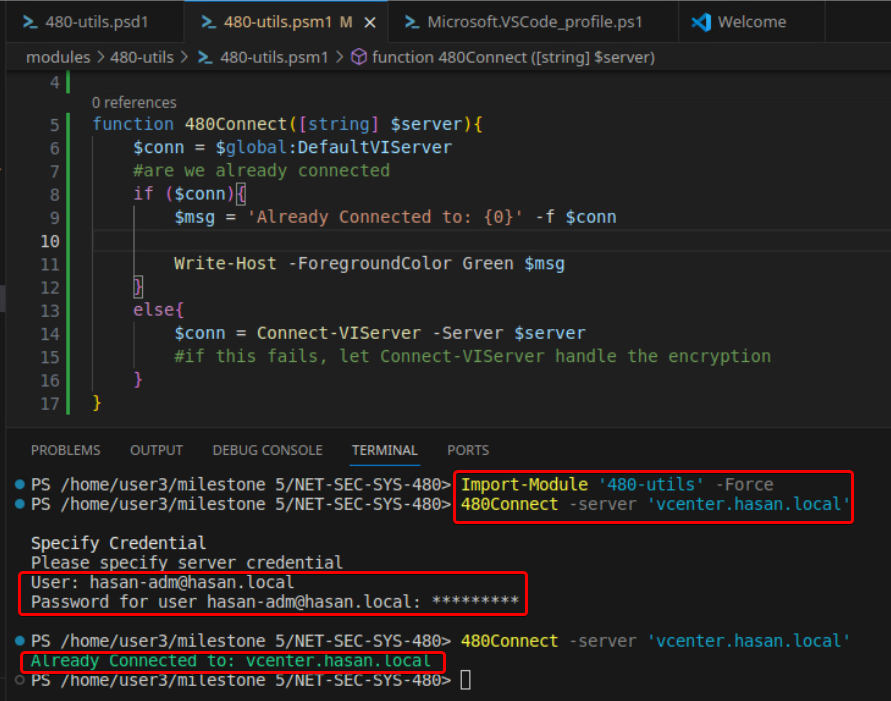 480-utils.psd1
480-utils.psm1 M ×
Microsoft.VSCode_profile.ps1
Welcome
modules > 480-utils > 480-utils.psm1 > function 480Connect ([string] $server)
4
0 references
5 function 480Connect([string] $server){
6 $conn = $global:DefaultVIServer
7 #are we already connected
8 if ($conn){
9 $msg = 'Already Connected to: {0}' -f $conn
10
11 Write-Host -ForegroundColor Green $msg
12 }
13 else{
14 $conn = Connect-VIServer -Server $server
15 #if this fails, let Connect-VIServer handle the encryption
16 }
17 }
PROBLEMS OUTPUT DEBUG CONSOLE TERMINAL PORTS
PS /home/user3/milestone 5/NET-SEC-SYS-480> Import-Module '480-utils' -Force
PS /home/user3/milestone 5/NET-SEC-SYS-480> 480Connect -server 'vcenter.hasan.local'
Specify Credential
Please specify server credential
User: hasan-adm@hasan.local
Password for user hasan-adm@hasan.local: *********
PS /home/user3/milestone 5/NET-SEC-SYS-480> 480Connect -server 'vcenter.hasan.local'
Already Connected to: vcenter.hasan.local
PS /home/user3/milestone 5/NET-SEC-SYS-480>